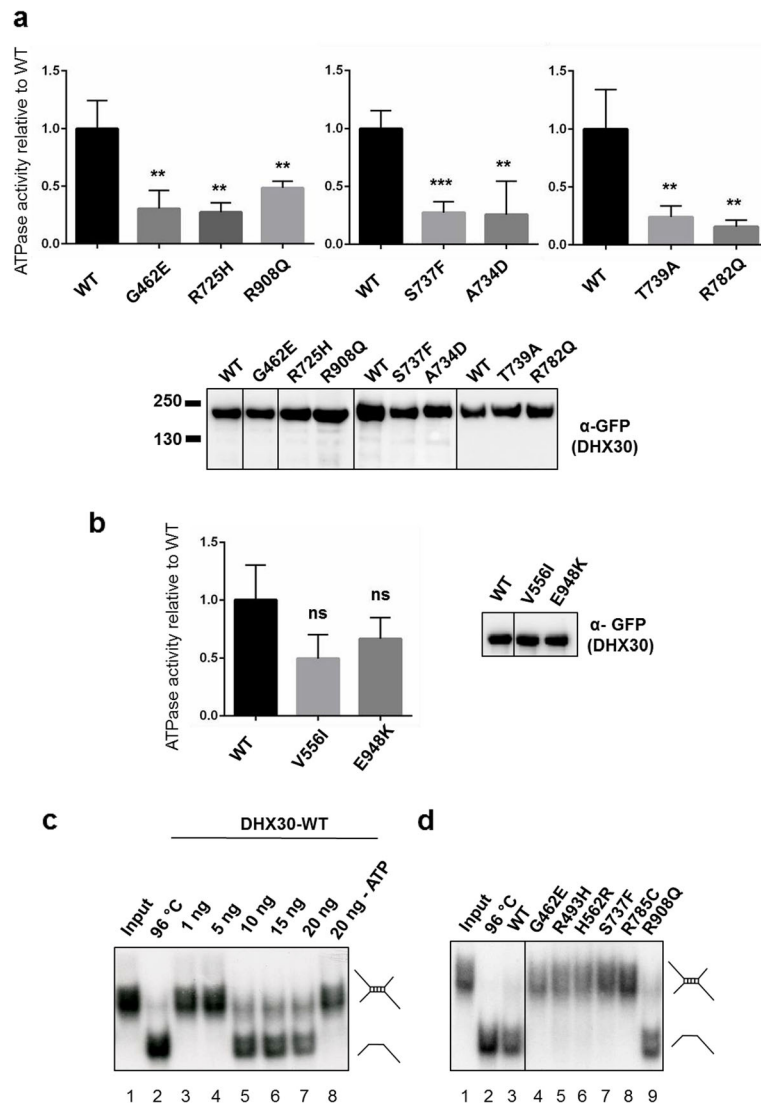 a
ATPase activity relative to WT
1.5
1.0
0.5
0.0
** ** **
WT G462E R725H R908Q
1.5
1.0
0.5
0.0
*** **
WT S737F A734D
1.5
1.0
0.5
0.0
** **
WT T739A R782Q
WT G462E R725H R908Q WT S737F A734D WT T739A R782Q
250
130
α-GFP
(DHX30)
b
ATPase activity relative to WT
1.5
1.0
0.5
0.0
ns ns
WT V556I E948K
WT V556I E948K
α- GFP
(DHX30)
c
DHX30-WT
Input 96 °C 1 ng 5 ng 10 ng 15 ng 20 ng 20 ng - ATP
1 2 3 4 5 6 7 8
d
Input 96 °C WT G462E R493H H562R S737F R785C R908Q
1 2 3 4 5 6 7 8 9